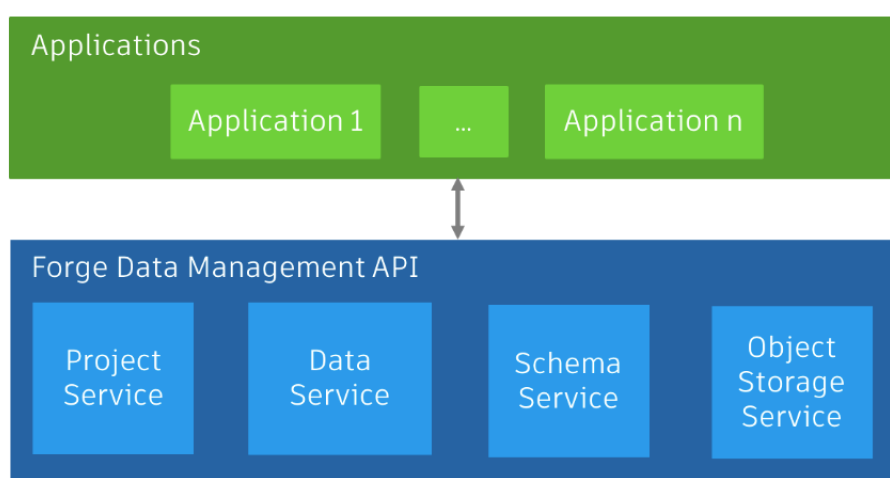 Applications
Application 1
...
Application n
Forge Data Management API
Project
Service
Data
Service
Schema
Service
Object
Storage
Service